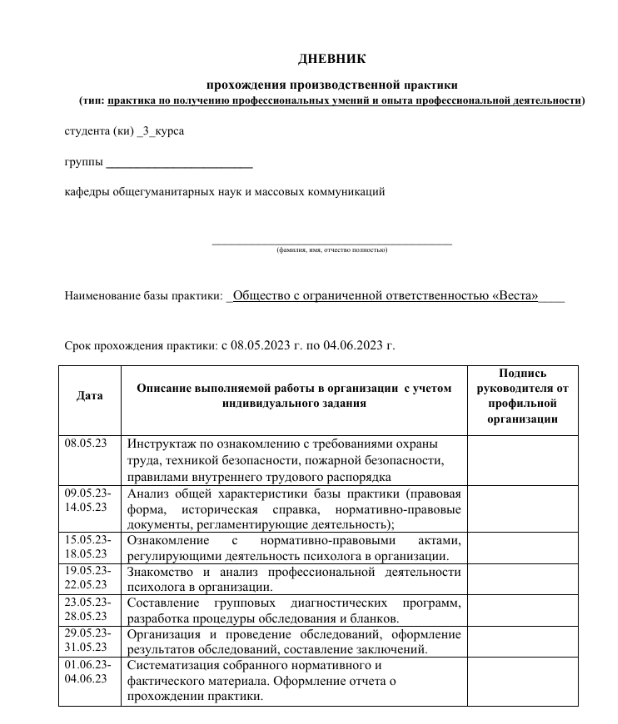 ДНЕВНИК
прохождения производственной практики
(тип: практика по получению профессиональных умений и опыта профессиональной деятельности)
студента (ки) _3_курса
группы _______________________
кафедры общегуманитарных наук и массовых коммуникаций
________________________________________
(фамилия, имя, отчество полностью)
Наименование базы практики: _Общество с ограниченной ответственностью «Веста»____
Срок прохождения практики: с 08.05.2023 г. по 04.06.2023 г.
Дата
Описание выполняемой работы в организации с учетом
индивидуального задания
Подпись
руководителя от
профильной
организации
08.05.23
Инструктаж по ознакомлению с требованиями охраны
труда, техникой безопасности, пожарной безопасности,
правилами внутреннего трудового распорядка
09.05.23-
14.05.23
Анализ общей характеристики базы практики (правовая
форма, историческая справка, нормативно-правовые
документы, регламентирующие деятельность);
15.05.23-
18.05.23
Ознакомление с нормативно-правовыми актами,
регулирующими деятельность психолога в организации.
19.05.23-
22.05.23
Знакомство и анализ профессиональной деятельности
психолога в организации.
23.05.23-
28.05.23
Составление групповых диагностических программ,
разработка процедуры обследования и бланков.
29.05.23-
31.05.23
Организация и проведение обследований, оформление
результатов обследований, составление заключений.
01.06.23-
04.06.23
Систематизация собранного нормативного и
фактического материала. Оформление отчета о
прохождении практики.